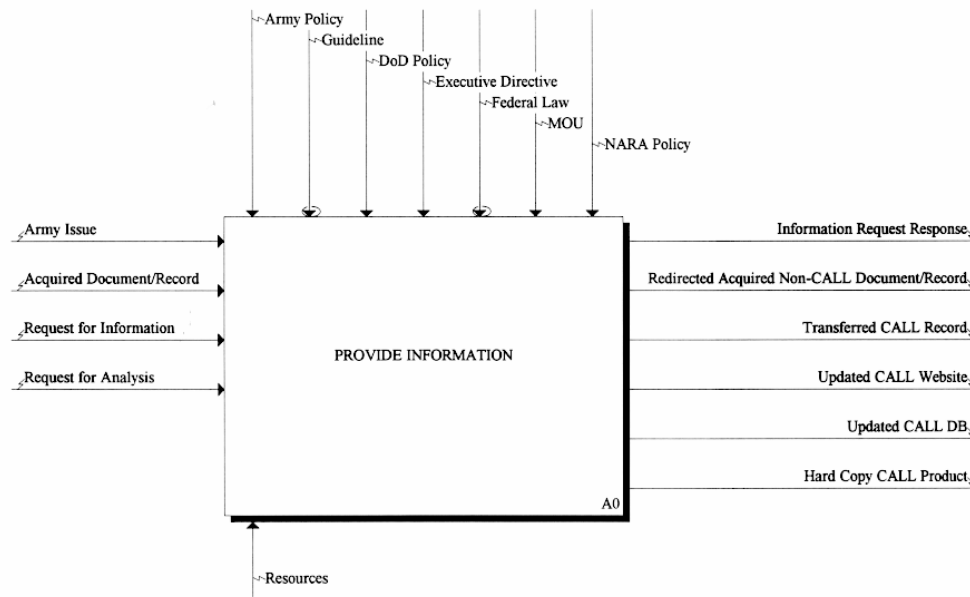 Army Policy
Guideline
DoD Policy
Executive Directive
Federal Law
MOU
NARA Policy
Army Issue
Acquired Document/Record
Request for Information
Request for Analysis
PROVIDE INFORMATION
A0
Information Request Response
Redirected Acquired Non-CALL Document/Record
Transferred CALL Record
Updated CALL Website
Updated CALL DB
Hard Copy CALL Product
Resources